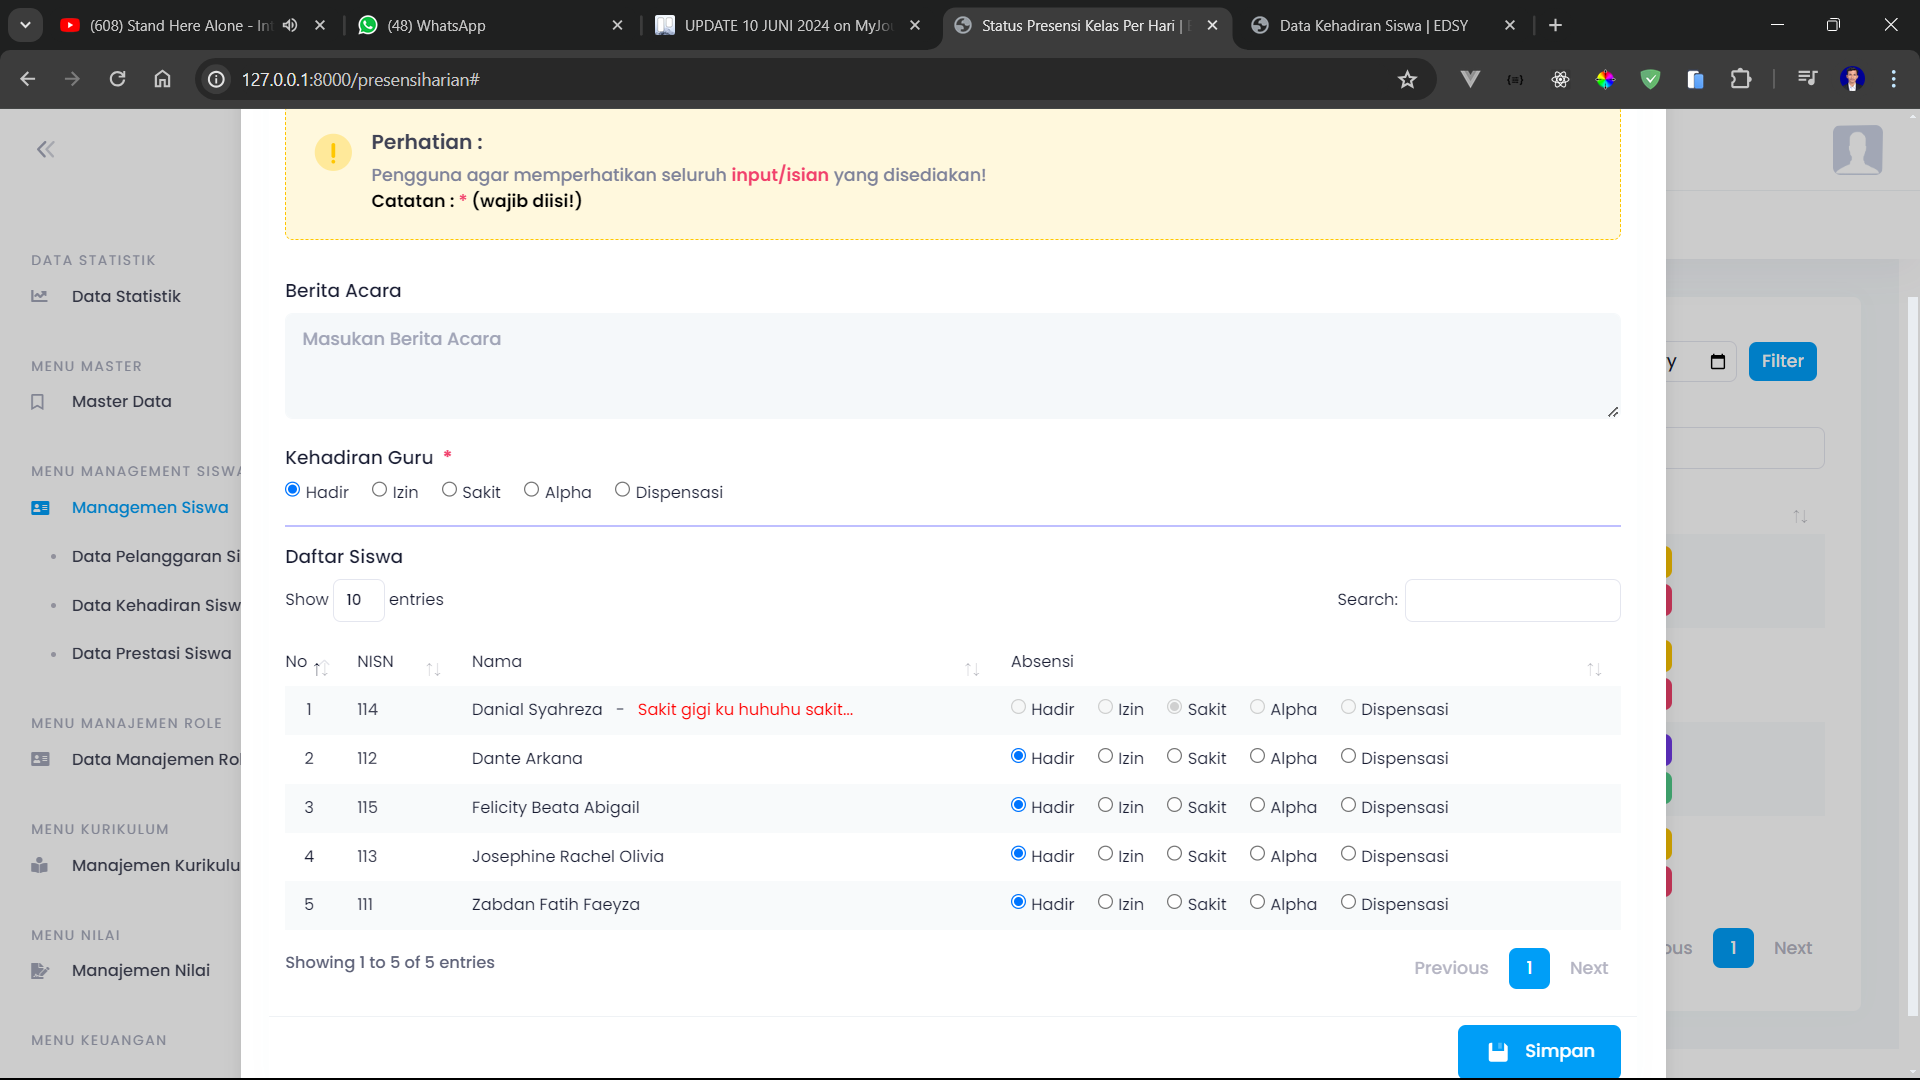 (608) Stand Here Alone - Int
(48) WhatsApp
UPDATE 10 JUNI 2024 on MyJou
Status Presensi Kelas Per Hari |
Data Kehadiran Siswa | EDSY
127.0.0.1:8000/presensiharian#
Perhatian :
Pengguna agar memperhatikan seluruh input/isian yang disediakan!
Catatan : * (wajib diisi!)
DATA STATISTIK
Data Statistik
MENU MASTER
Master Data
MENU MANAGEMENT SISWA
Managemen Siswa
Data Pelanggaran Si
Data Kehadiran Sisw
Data Prestasi Siswa
MENU MANAJEMEN ROLE
Data Manajemen Rol
MENU KURIKULUM
Manajemen Kurikulu
MENU NILAI
Manajemen Nilai
MENU KEUANGAN
Berita Acara
Masukan Berita Acara
Kehadiran Guru *
Hadir Izin Sakit Alpha Dispensasi
Daftar Siswa
Show 10 entries
Search:
No NISN Nama Absensi
1 114 Danial Syahreza - Sakit gigi ku huhuhu sakit... Hadir Izin Sakit Alpha Dispensasi
2 112 Dante Arkana Hadir Izin Sakit Alpha Dispensasi
3 115 Felicity Beata Abigail Hadir Izin Sakit Alpha Dispensasi
4 113 Josephine Rachel Olivia Hadir Izin Sakit Alpha Dispensasi
5 111 Zabdan Fatih Faeyza Hadir Izin Sakit Alpha Dispensasi
Showing 1 to 5 of 5 entries
Previous 1 Next
Simpan
y
Filter
ous 1 Next